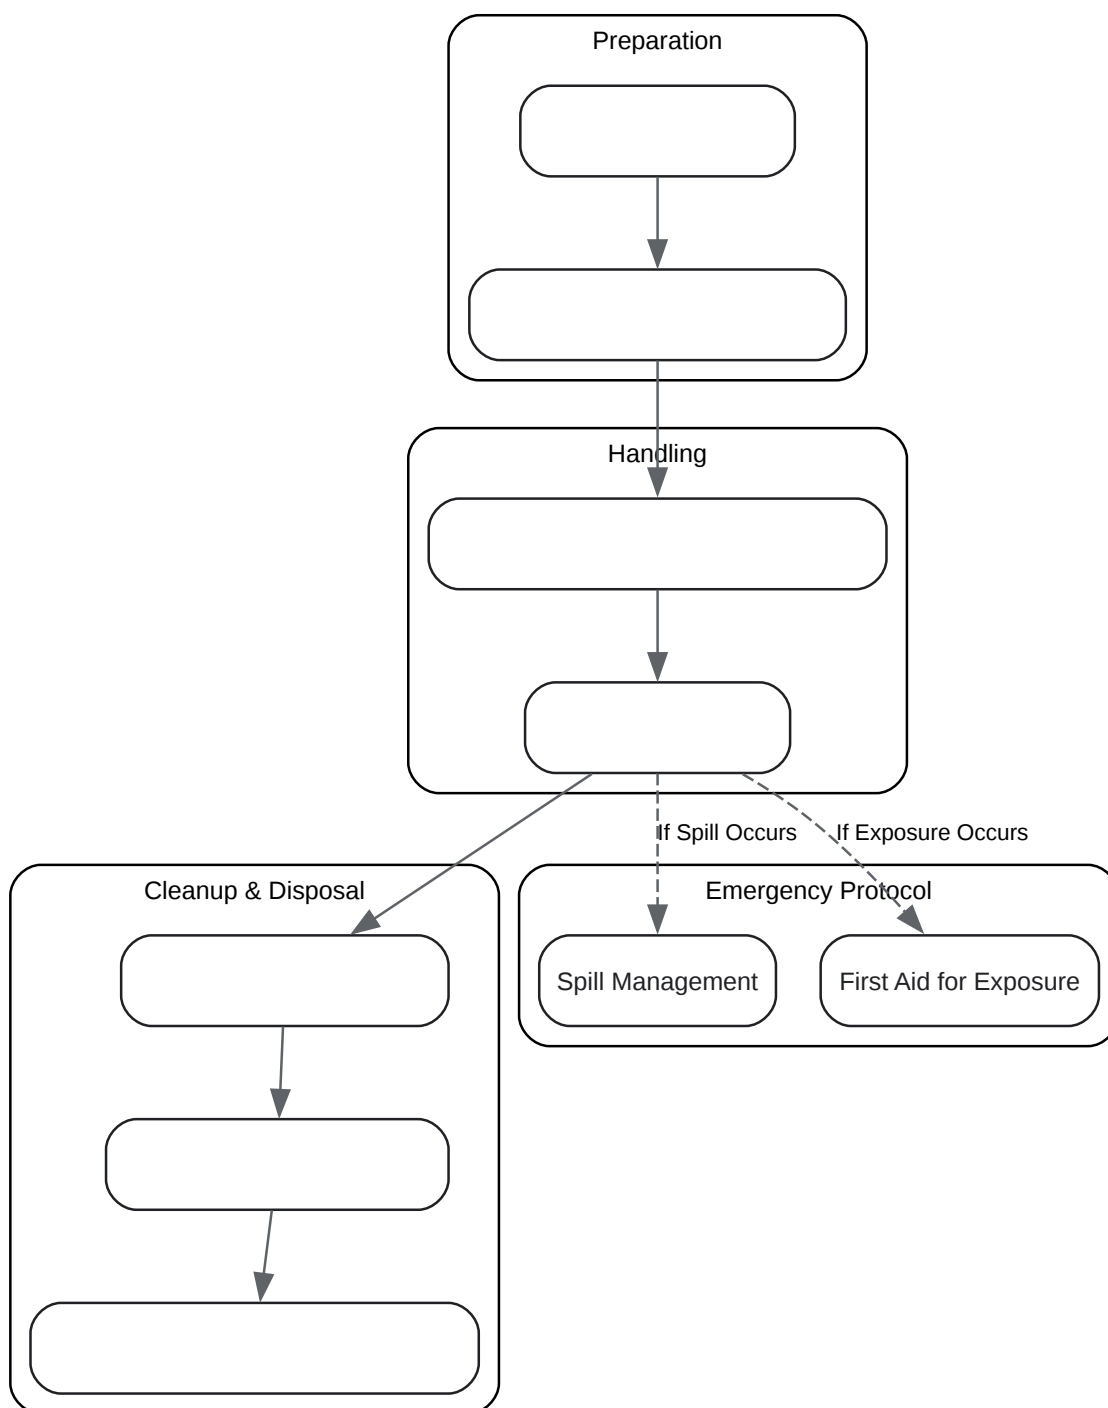 Preparation
Handling
If Spill Occurs
If Exposure Occurs
Cleanup & Disposal
Emergency Protocol
Spill Management
First Aid for Exposure